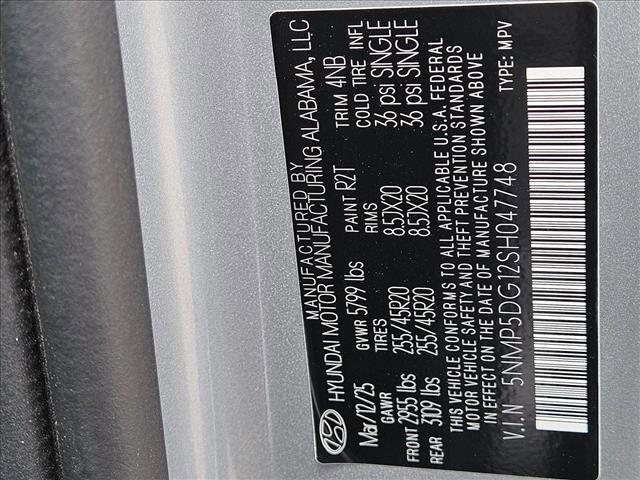 MANUFACTURED BY
HYUNDAI MOTOR MANUFACTURING ALABAMA, LLC
Mar/12/25 GVWR 5799 lbs PAINT R2T TRIM 4NB
GAWR TIRES RIMS COLD TIRE INFL
FRONT 2955 lbs 255/45R20 8.5JX20 36 psi SINGLE
REAR 3109 lbs 255/45R20 8.5JX20 36 psi SINGLE
THIS VEHICLE CONFORMS TO ALL APPLICABLE U.S.A. FEDERAL
MOTOR VEHICLE SAFETY AND THEFT PREVENTION STANDARDS
IN EFFECT ON THE DATE OF MANUFACTURE SHOWN ABOVE
V.I.N 5NMP5DG12SH047748 TYPE: MPV